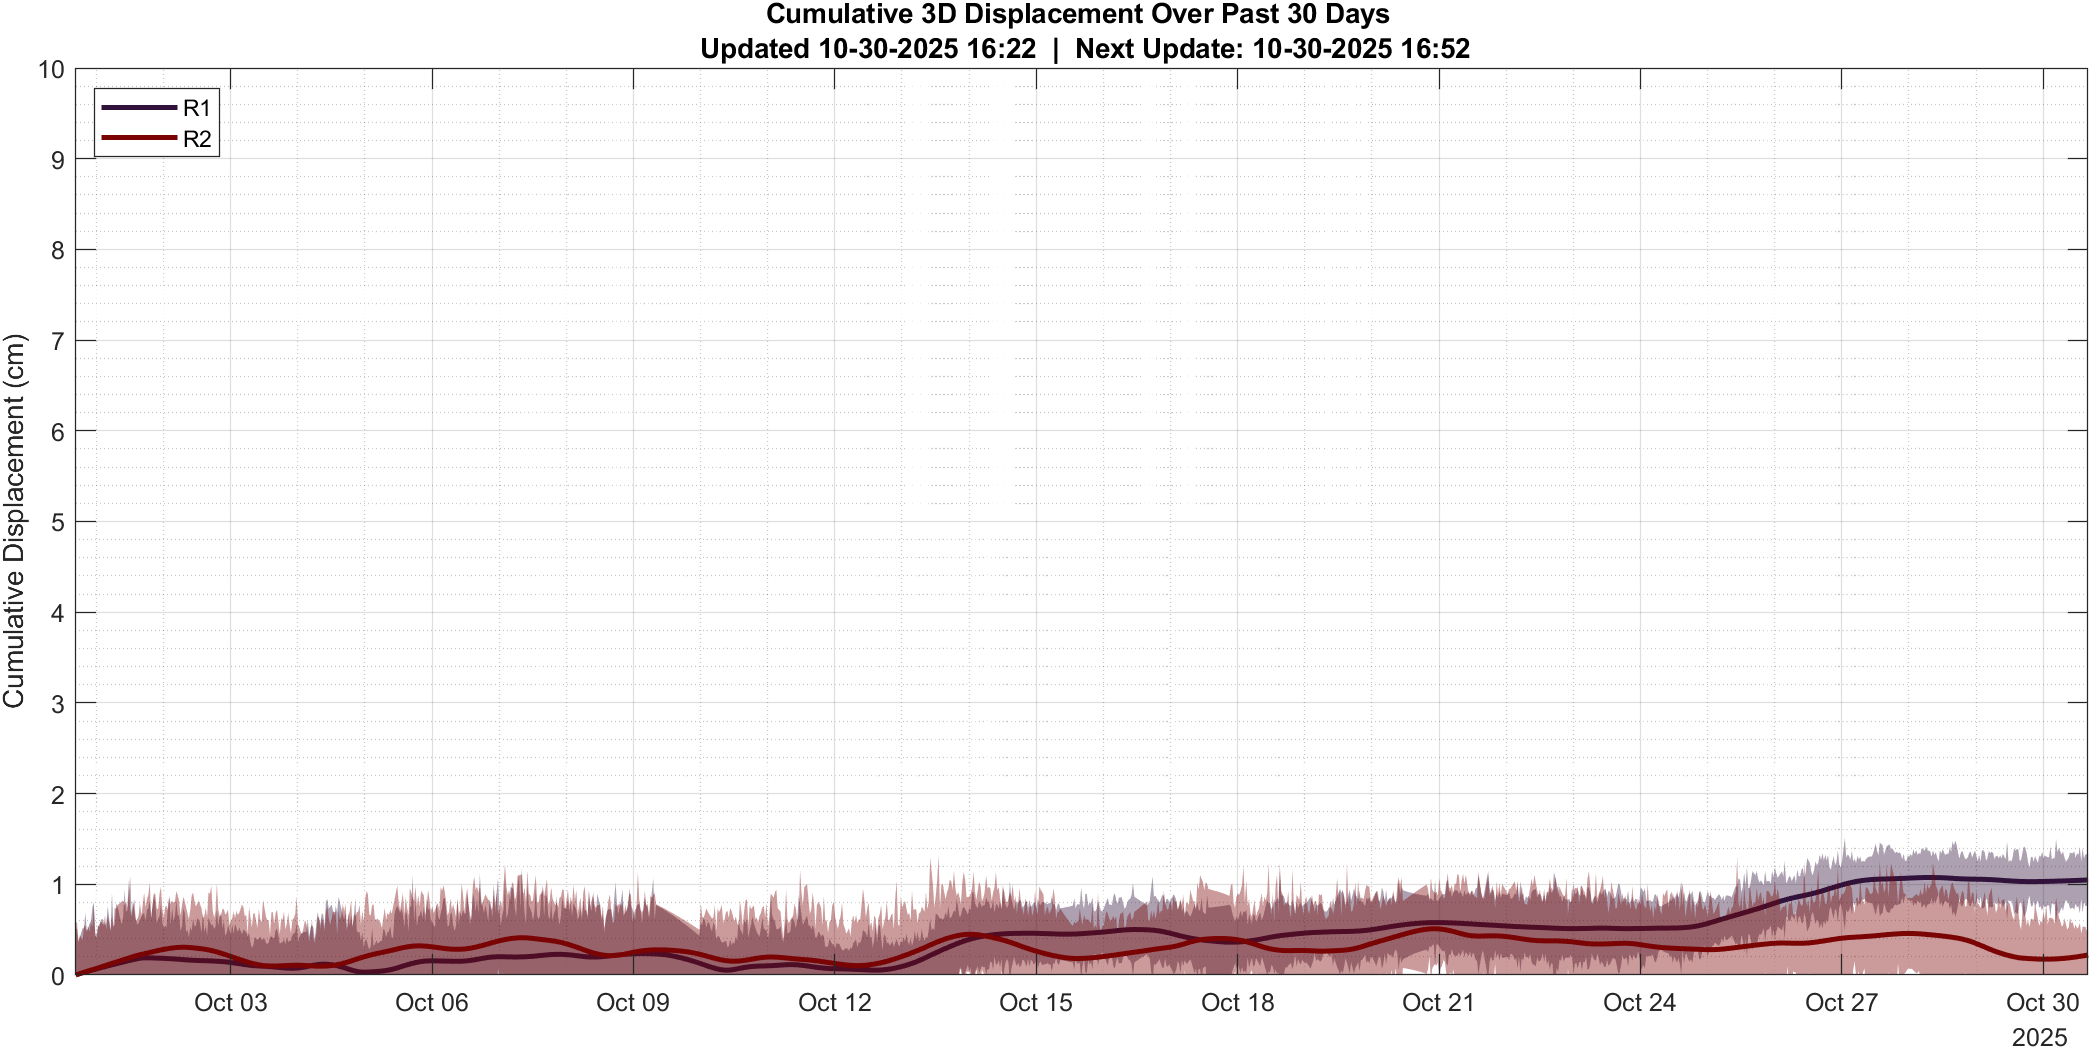 Cumulative 3D Displacement Over Past 30 Days
Updated 10-30-2025 16:22 | Next Update: 10-30-2025 16:52
R1
R2
Cumulative Displacement (cm)
10
9
8
7
6
5
4
3
2
1
0
Oct 03 Oct 06 Oct 09 Oct 12 Oct 15 Oct 18 Oct 21 Oct 24 Oct 27 Oct 30
2025